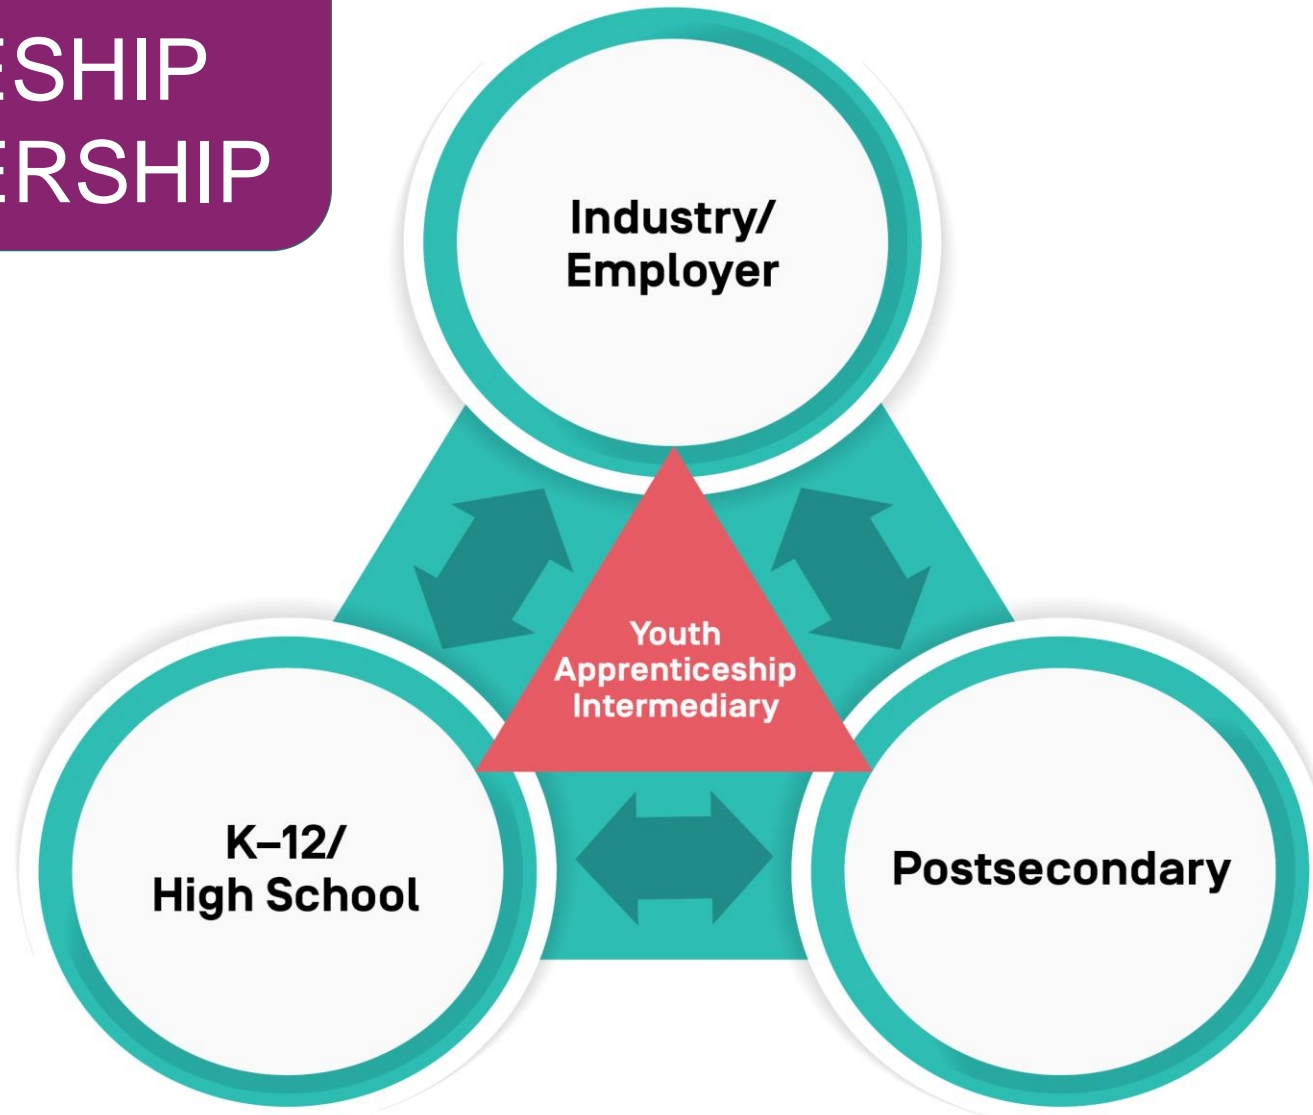 ESHIP
ERSHIP
Industry/
Employer
Youth
Apprenticeship
Intermediary
K–12/
High School
Postsecondary